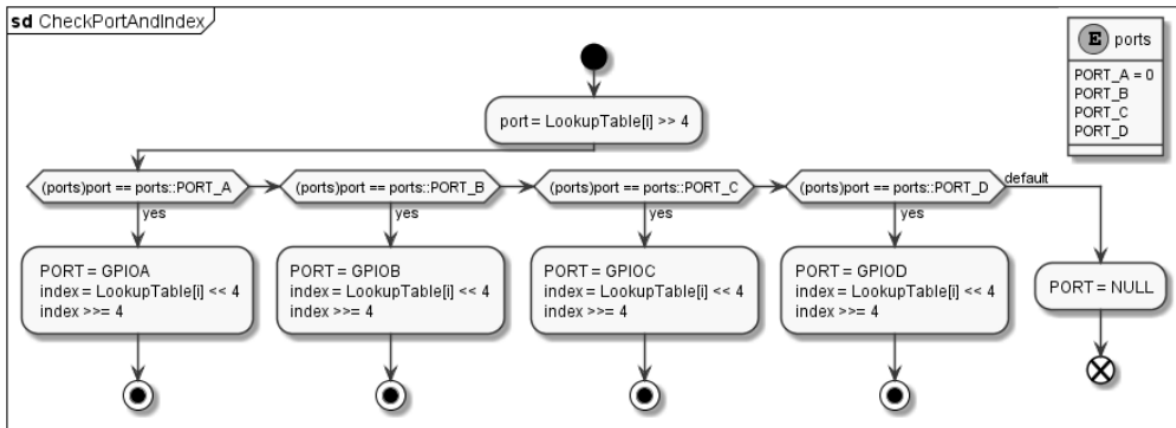 sd CheckPortAndIndex
E ports
PORT_A = 0
PORT_B
PORT_C
PORT_D
port = LookupTable[i] >> 4
(ports)port == ports::PORT_A
(ports)port == ports::PORT_B
(ports)port == ports::PORT_C
(ports)port == ports::PORT_D
default
yes
yes
yes
yes
PORT = GPIOA
index = LookupTable[i] << 4
index >>= 4
PORT = GPIOB
index = LookupTable[i] << 4
index >>= 4
PORT = GPIOC
index = LookupTable[i] << 4
index >>= 4
PORT = GPIOD
index = LookupTable[i] << 4
index >>= 4
PORT = NULL